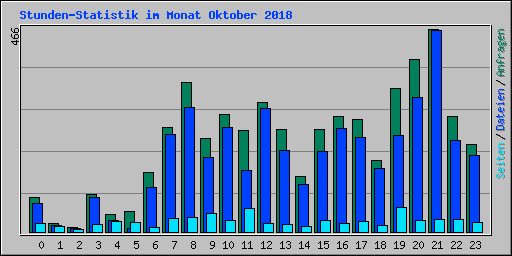 Stunden-Statistik im Monat Oktober 2018
466
Seiten / Dateien / Anfragen
0 1 2 3 4 5 6 7 8 9 10 11 12 13 14 15 16 17 18 19 20 21 22 23